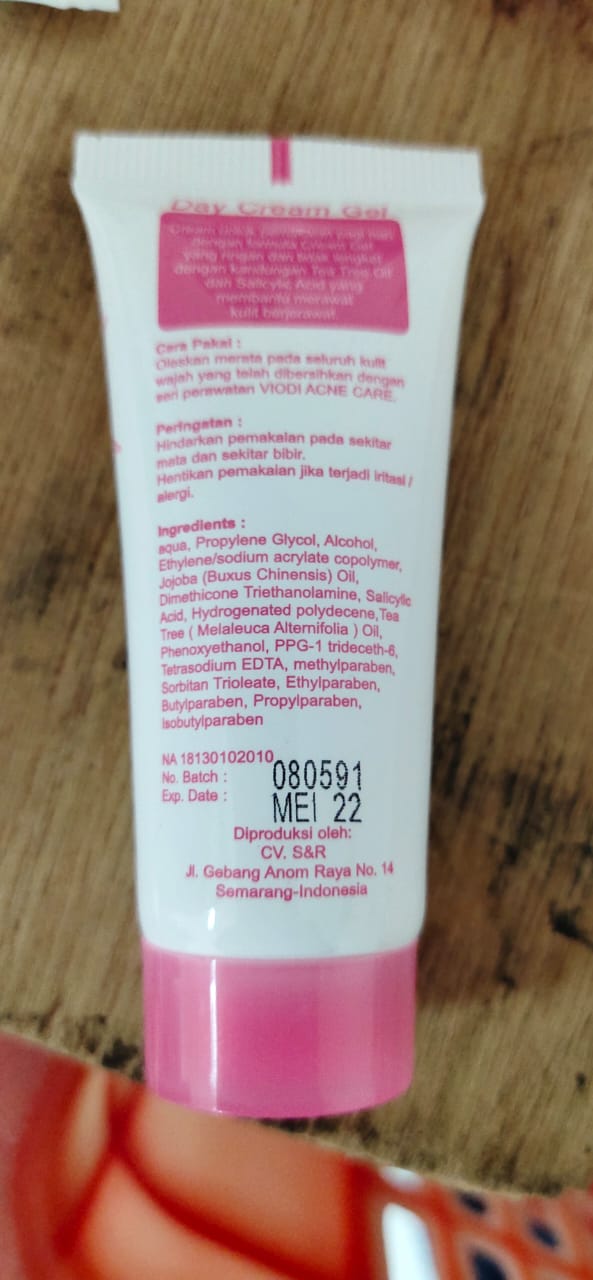 Day Cream Gel
Cream untuk pemakaian pagi hari
dengan formula Cream Gel
yang ringan dan tidak lengket
dengan kandungan Tea Tree Oil
dan Salicylic Acid yang
membantu merawat
kulit berjerawat.
Cara Pakai :
Oleskan merata pada seluruh kulit
wajah yang telah dibersihkan dengan
seri perawatan VIODI ACNE CARE.
Peringatan :
Hindarkan pemakaian pada sekitar
mata dan sekitar bibir.
Hentikan pemakaian jika terjadi iritasi /
alergi.
Ingredients :
aqua, Propylene Glycol, Alcohol,
Ethylene/sodium acrylate copolymer,
Jojoba (Buxus Chinensis) Oil,
Dimethicone Triethanolamine, Salicylic
Acid, Hydrogenated polydecene,Tea
Tree ( Melaleuca Alternifolia ) Oil,
Phenoxyethanol, PPG-1 trideceth-6,
Tetrasodium EDTA, methylparaben,
Sorbitan Trioleate, Ethylparaben,
Butylparaben, Propylparaben,
Isobutylparaben
NA 18130102010
No. Batch : 080591
Exp. Date : MEI 22
Diproduksi oleh:
CV. S&R
Jl. Gebang Anom Raya No. 14
Semarang-Indonesia